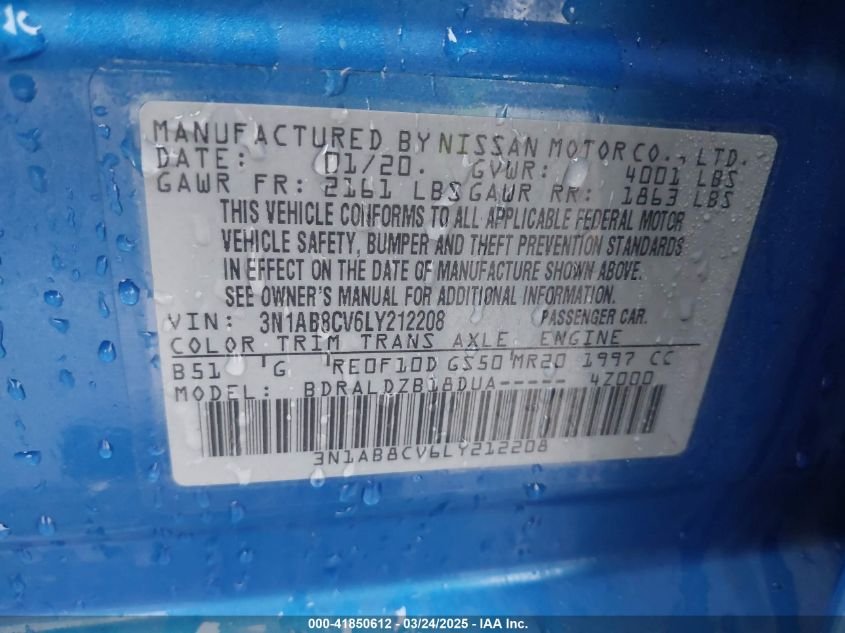 MANUFACTURED BY NISSAN MOTOR CO., LTD.
DATE: 01/20. GVWR: 4001 LBS
GAWR FR: 2161 LBS GAWR RR: 1863 LBS
THIS VEHICLE CONFORMS TO ALL APPLICABLE FEDERAL MOTOR
VEHICLE SAFETY, BUMPER AND THEFT PREVENTION STANDARDS
IN EFFECT ON THE DATE OF MANUFACTURE SHOWN ABOVE.
SEE OWNER'S MANUAL FOR ADDITIONAL INFORMATION.
VIN: 3N1AB8CV6LY212208 PASSENGER CAR.
COLOR TRIM TRANS AXLE ENGINE
B51 G RE0F10D GS50 MR20 1997 CC
MODEL: BDRALDZB18DUA----- 4Z000
3N1AB8CV6LY212208
000-41850612 - 03/24/2025 - IAA Inc.